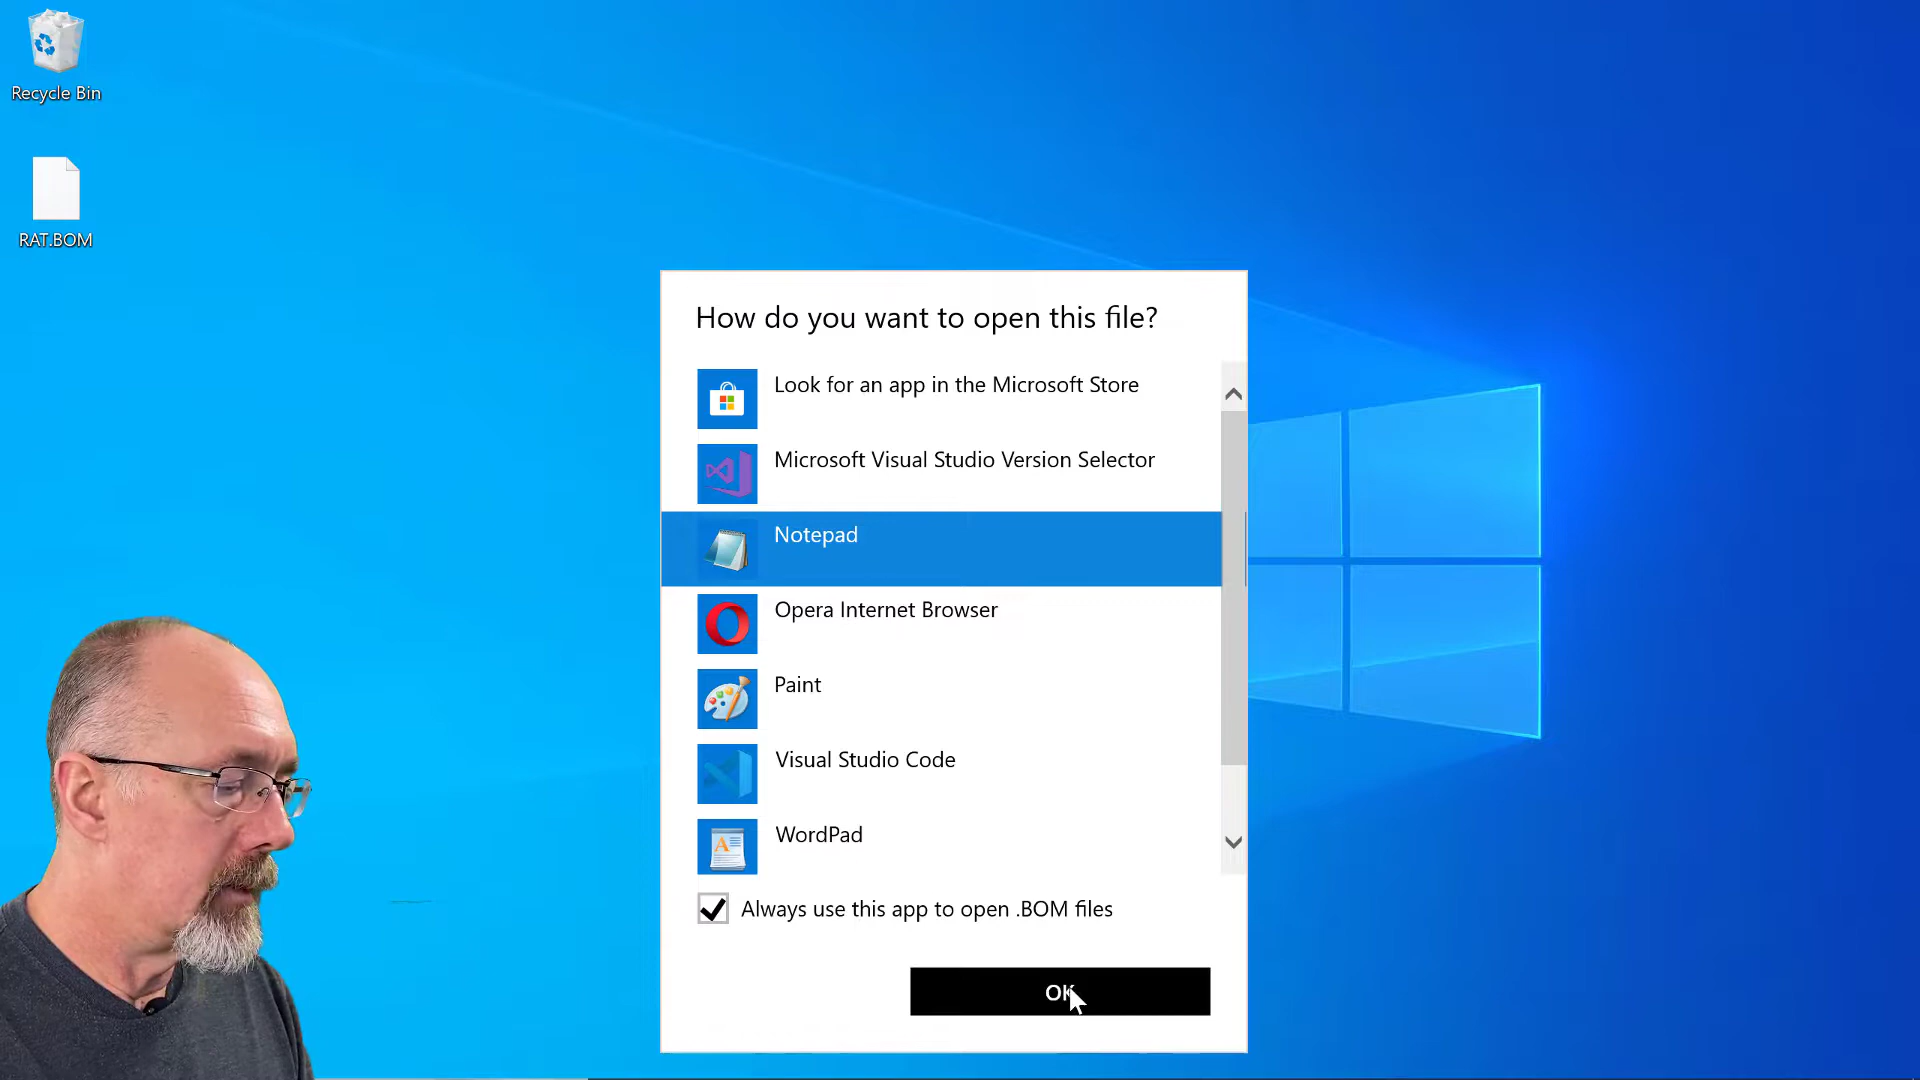 Recycle Bin
RAT.BOM
How do you want to open this file?
Look for an app in the Microsoft Store
Microsoft Visual Studio Version Selector
Notepad
Opera Internet Browser
Paint
Visual Studio Code
WordPad
Always use this app to open .BOM files
OK